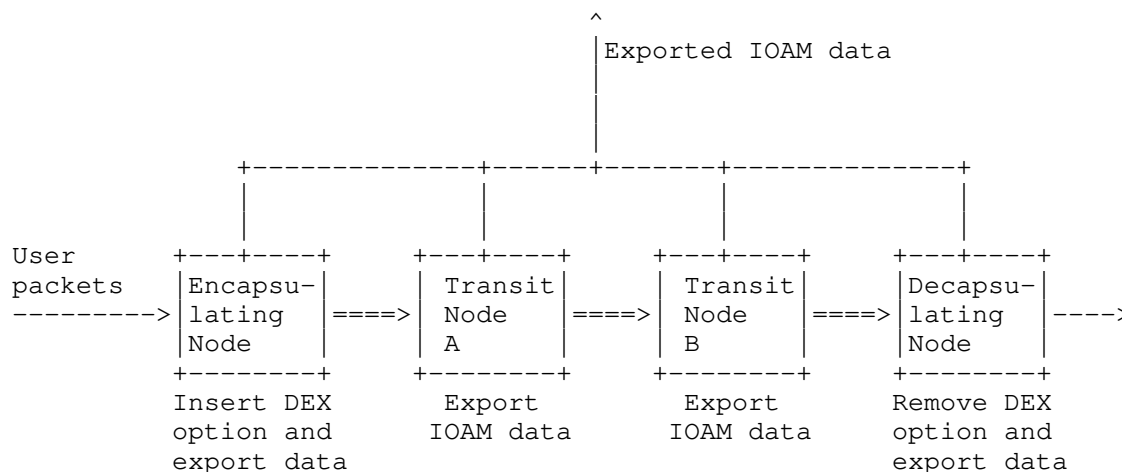 Exported IOAM data
User packets
Encapsu-
lating
Node
Transit
Node
A
Transit
Node
B
Decapsu-
lating
Node
Insert DEX
option and
export data
Export
IOAM data
Export
IOAM data
Remove DEX
option and
export data